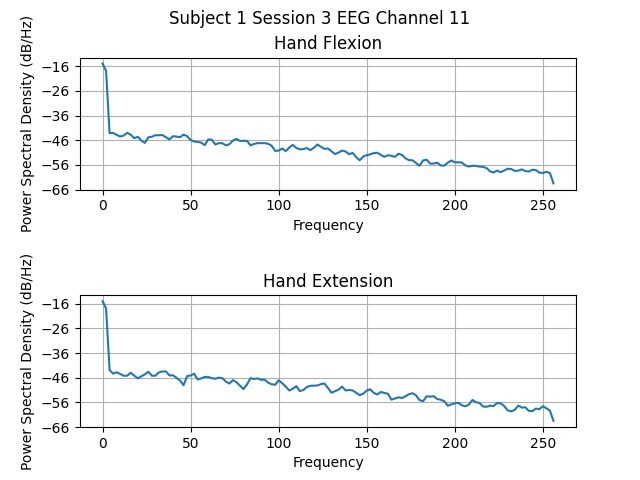 Subject 1 Session 3 EEG Channel 11
Hand Flexion
Power Spectral Density (dB/Hz)
−16
−26
−36
−46
−56
−66
0 50 100 150 200 250
Frequency
Hand Extension
Power Spectral Density (dB/Hz)
−16
−26
−36
−46
−56
−66
0 50 100 150 200 250
Frequency